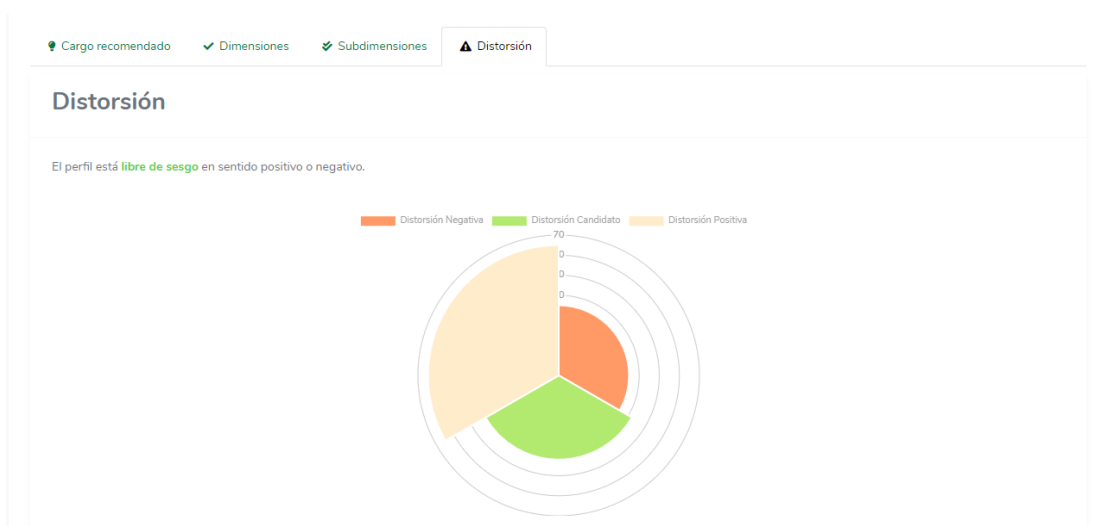 Cargo recomendado
Dimensiones
Subdimensiones
Distorsión
Distorsión
El perfil está libre de sesgo en sentido positivo o negativo.
Distorsión Negativa
Distorsión Candidato
Distorsión Positiva
70
0
0
0